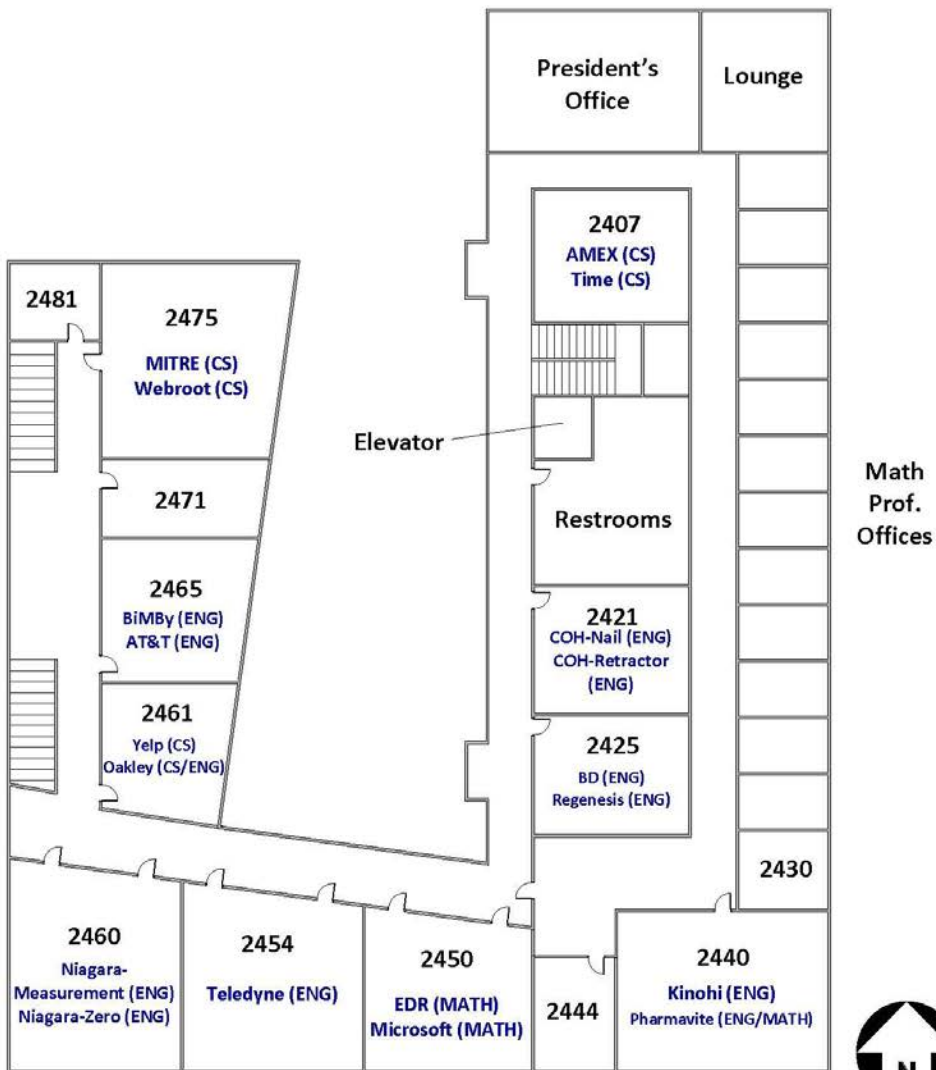 President's
Office
Lounge
2407
AMEX (CS)
Time (CS)
2481
2475
MITRE (CS)
Webroot (CS)
Elevator
2471
Restrooms
Math
Prof.
Offices
2465
BiMBy (ENG)
AT&T (ENG)
2421
COH-Nail (ENG)
COH-Retractor
(ENG)
2461
Yelp (CS)
Oakley (CS/ENG)
2425
BD (ENG)
Regenesis (ENG)
2430
2460
Niagara-
Measurement (ENG)
Niagara-Zero (ENG)
2454
Teledyne (ENG)
2450
EDR (MATH)
Microsoft (MATH)
2444
2440
Kinohi (ENG)
Pharmavite (ENG/MATH)
N